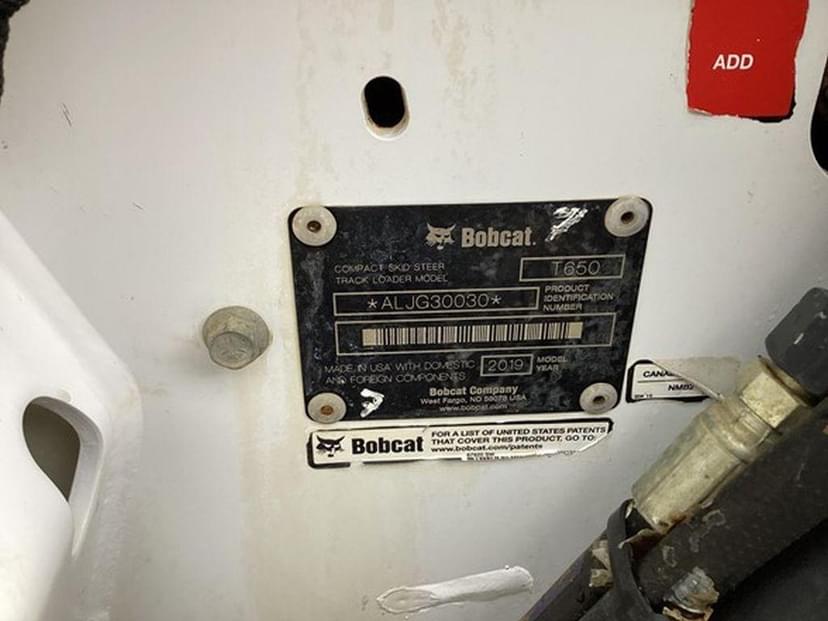 ADD
Bobcat.
COMPACT SKID STEER
TRACK LOADER MODEL
T650
*ALJG30030*
PRODUCT
IDENTIFICATION
NUMBER
MADE IN USA WITH DOMESTIC
AND FOREIGN COMPONENTS
2019
MODEL
YEAR
Bobcat Company
West Fargo, ND 58078 USA
www.bobcat.com
Bobcat
FOR A LIST OF UNITED STATES PATENTS
THAT COVER THIS PRODUCT, GO TO:
www.bobcat.com/patents